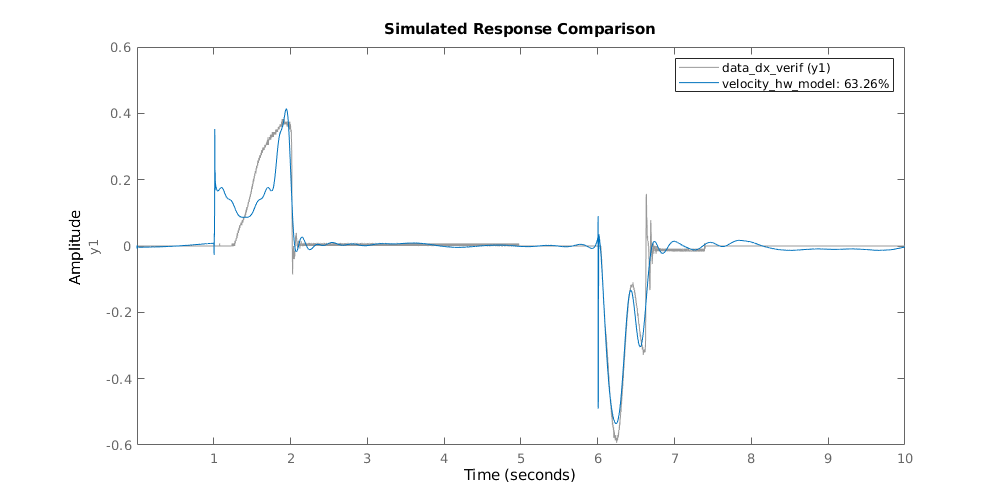 Simulated Response Comparison
data_dx_verif (y1)
velocity_hw_model: 63.26%
Amplitude
y1
0.6
0.4
0.2
0
-0.2
-0.4
-0.6
1 2 3 4 5 6 7 8 9 10
Time (seconds)